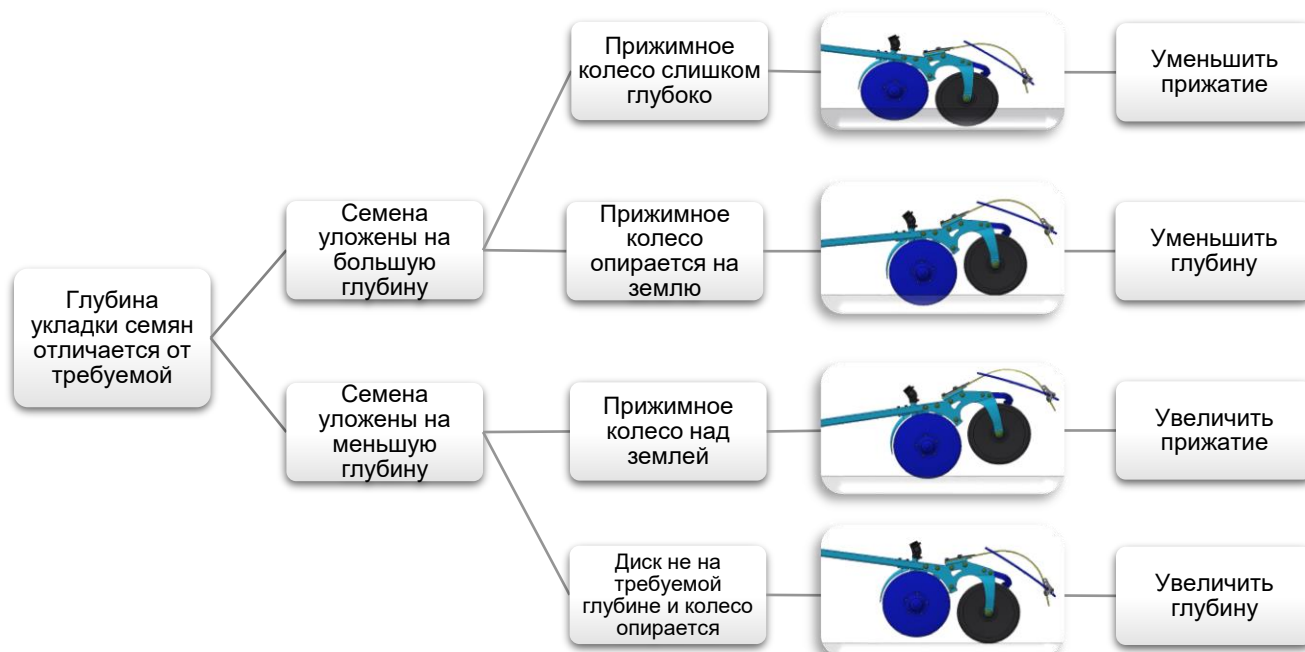 Глубина
укладки семян
отличается от
требуемой
Семена
уложены на
большую
глубину
Прижимное
колесо слишком
глубоко
Уменьшить
прижатие
Прижимное
колесо
опирается на
землю
Уменьшить
глубину
Семена
уложены на
меньшую
глубину
Прижимное
колесо над
землей
Увеличить
прижатие
Диск не на
требуемой
глубине и колесо
опирается
Увеличить
глубину